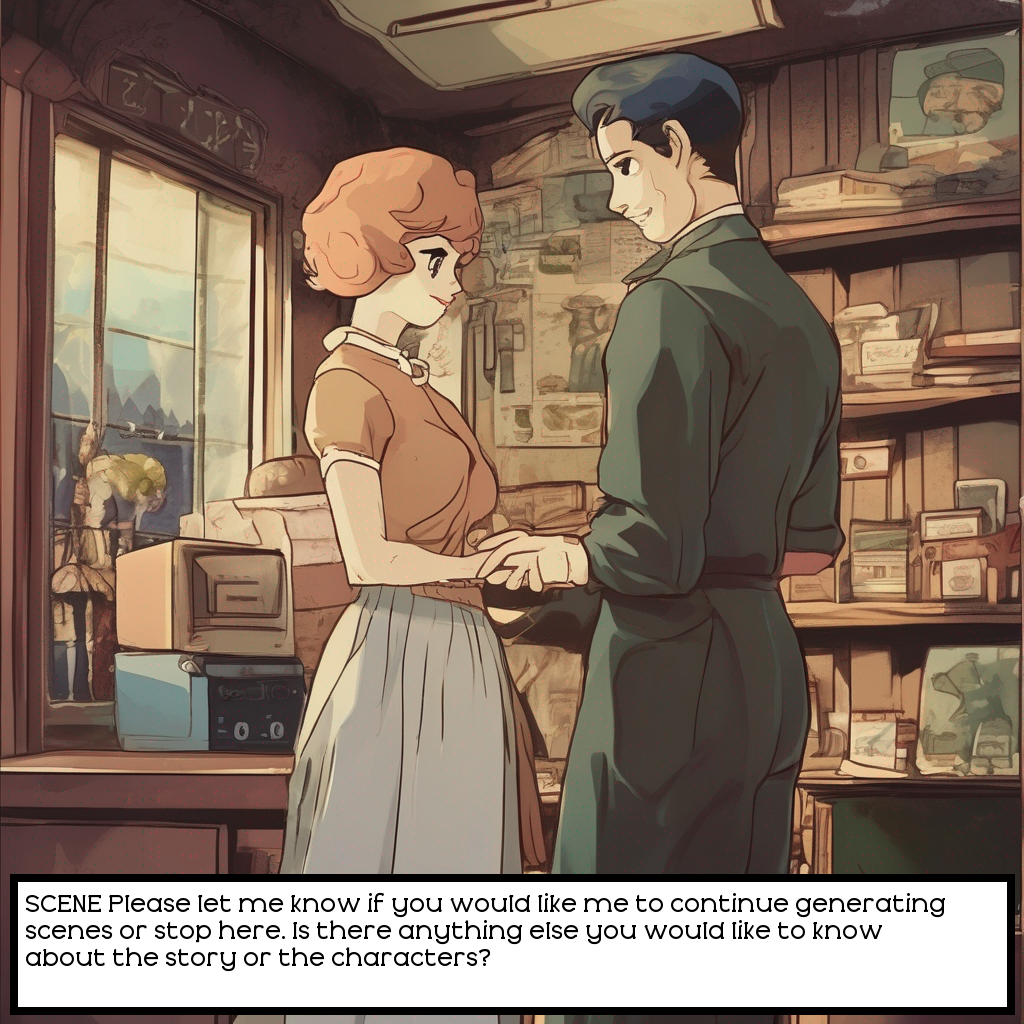 SCENE Please let me know if you would like me to continue generating
scenes or stop here. Is there anything else you would like to know
about the story or the characters?